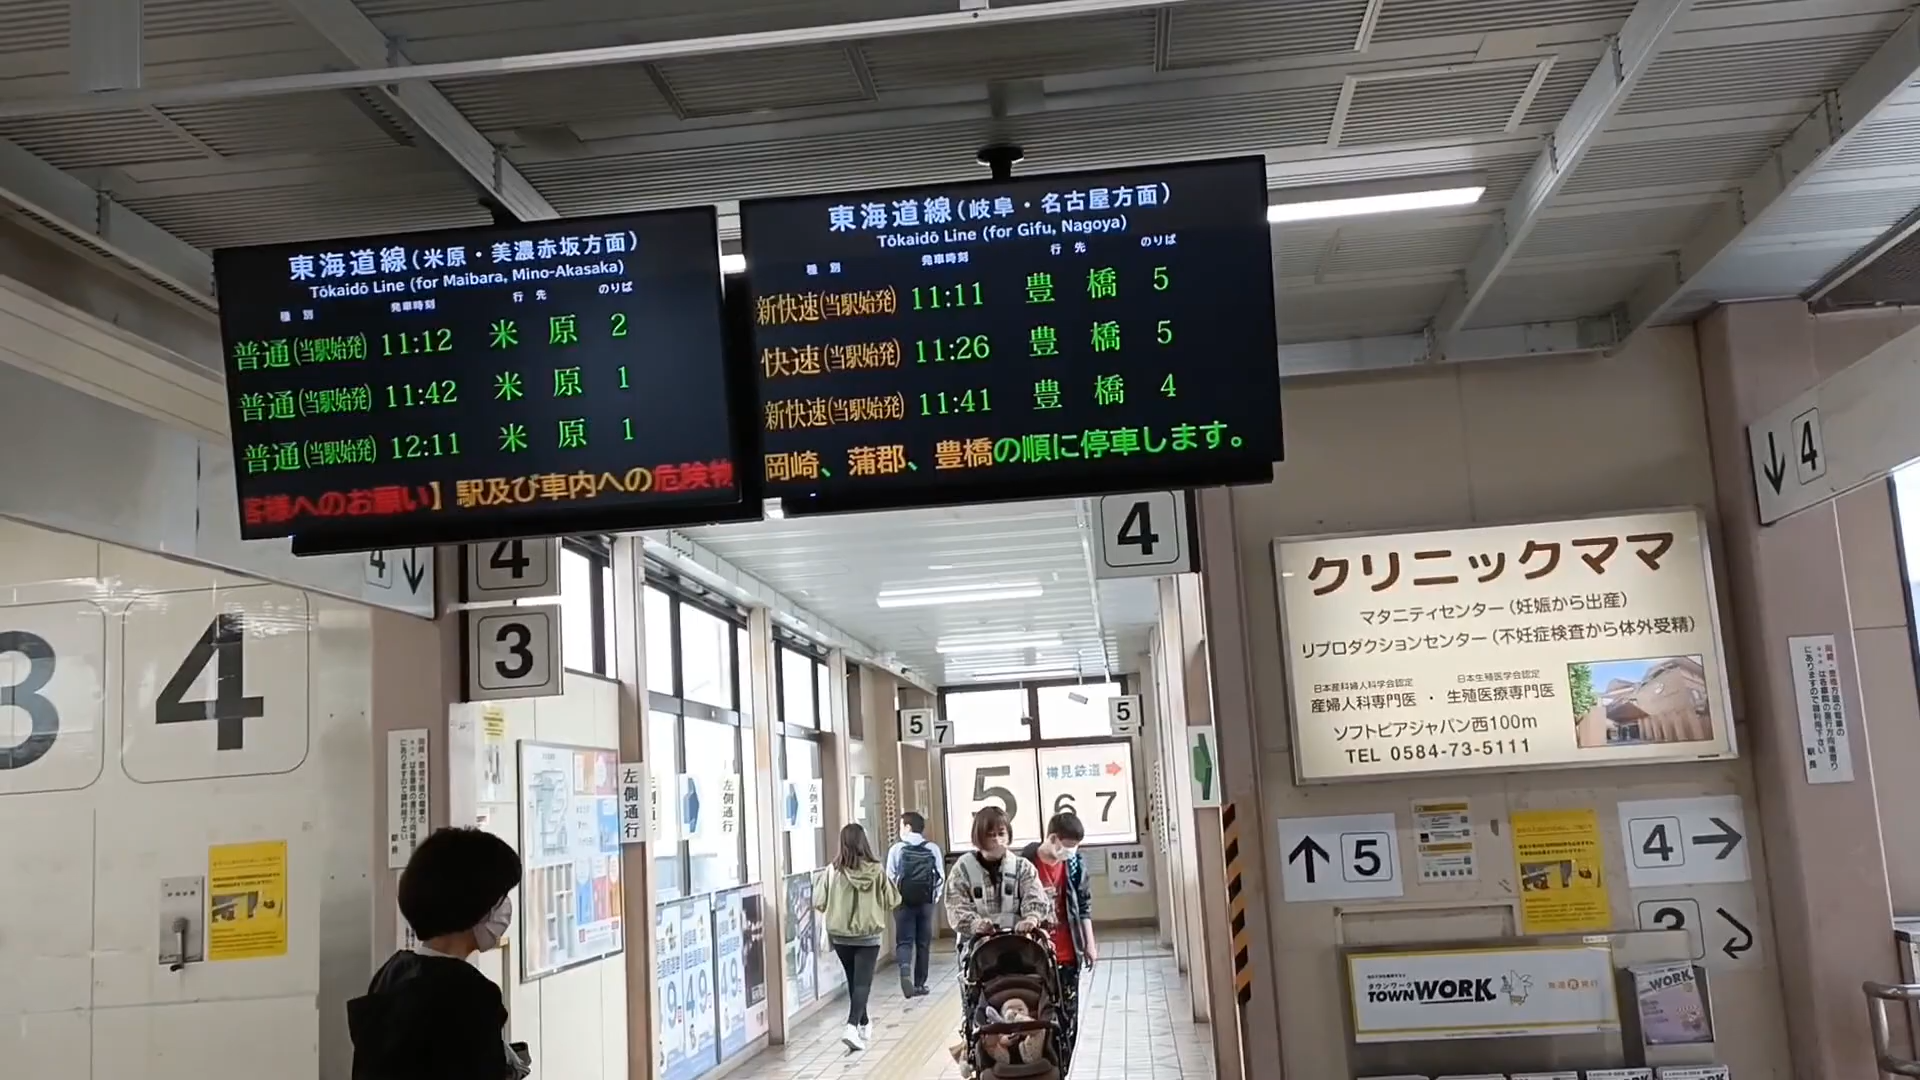 東海道線(米原・美濃赤坂方面)
Tōkaidō Line (for Maibara, Mino-Akasaka)
種別 発車時刻 行先 のりば
普通(当駅始発) 11:12 米原 2
普通(当駅始発) 11:42 米原 1
普通(当駅始発) 12:11 米原 1
客様へのお願い】駅及び車内への危険物
東海道線(岐阜・名古屋方面)
Tōkaidō Line (for Gifu, Nagoya)
種別 発車時刻 行先 のりば
新快速(当駅始発) 11:11 豊橋 5
快速(当駅始発) 11:26 豊橋 5
新快速(当駅始発) 11:41 豊橋 4
岡崎、蒲郡、豊橋の順に停車します。
↓4
4
4↓
4
3
3 4
クリニックママ
マタニティセンター(妊娠から出産)
リプロダクションセンター(不妊症検査から体外受精)
日本産科婦人科学会認定 日本生殖医学会認定
産婦人科専門医・生殖医療専門医
ソフトピアジャパン西100m
TEL 0584-73-5111
5
7
5
5
樽見鉄道→
6 7
左側通行
左側通行
左側通行
↑5
4→
3
タウンワーク
TOWNWORK
WORK